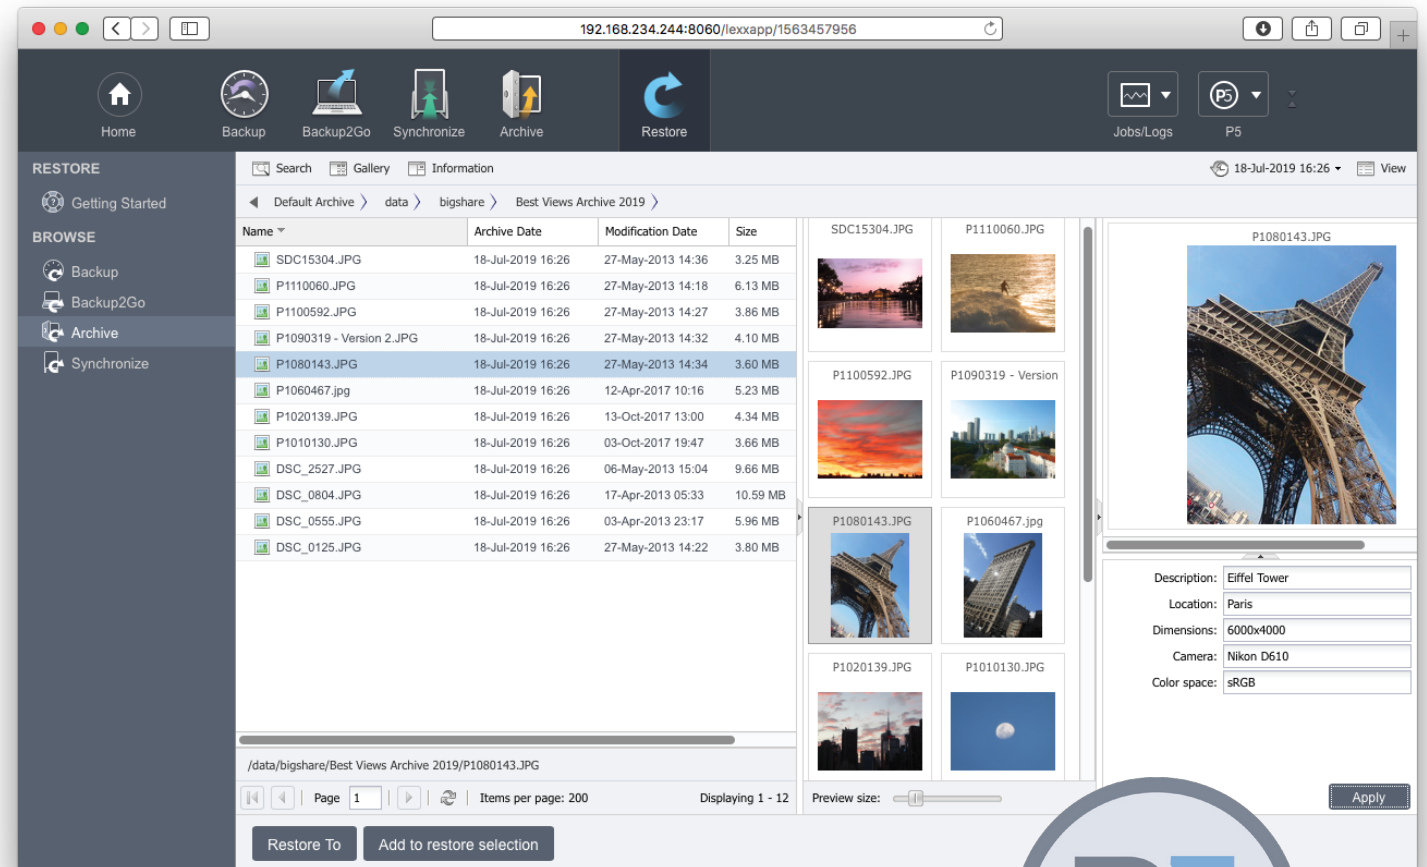 192.168.234.244:8060/lexxapp/1563457956
Home
Backup
Backup2Go
Synchronize
Archive
Restore
Jobs/Logs
P5
P5
RESTORE
Getting Started
BROWSE
Backup
Backup2Go
Archive
Synchronize
Search Gallery Information
18-Jul-2019 16:26 View
Default Archive data bigshare Best Views Archive 2019
Name Archive Date Modification Date Size
SDC15304.JPG 18-Jul-2019 16:26 27-May-2013 14:36 3.25 MB
P1110060.JPG 18-Jul-2019 16:26 27-May-2013 14:18 6.13 MB
P1100592.JPG 18-Jul-2019 16:26 27-May-2013 14:27 3.86 MB
P1090319 - Version 2.JPG 18-Jul-2019 16:26 27-May-2013 14:32 4.10 MB
P1080143.JPG 18-Jul-2019 16:26 27-May-2013 14:34 3.60 MB
P1060467.jpg 18-Jul-2019 16:26 12-Apr-2017 10:16 5.23 MB
P1020139.JPG 18-Jul-2019 16:26 13-Oct-2017 13:00 4.34 MB
P1010130.JPG 18-Jul-2019 16:26 03-Oct-2017 19:47 3.66 MB
DSC_2527.JPG 18-Jul-2019 16:26 06-May-2013 15:04 9.66 MB
DSC_0804.JPG 18-Jul-2019 16:26 17-Apr-2013 05:33 10.59 MB
DSC_0555.JPG 18-Jul-2019 16:26 03-Apr-2013 23:17 5.96 MB
DSC_0125.JPG 18-Jul-2019 16:26 27-May-2013 14:22 3.80 MB
/data/bigshare/Best Views Archive 2019/P1080143.JPG
Page 1 Items per page: 200 Displaying 1 - 12
SDC15304.JPG P1110060.JPG
P1100592.JPG P1090319 - Version
P1080143.JPG P1060467.jpg
P1020139.JPG P1010130.JPG
Preview size:
P1080143.JPG
Description: Eiffel Tower
Location: Paris
Dimensions: 6000x4000
Camera: Nikon D610
Color space: sRGB
Apply
Restore To Add to restore selection